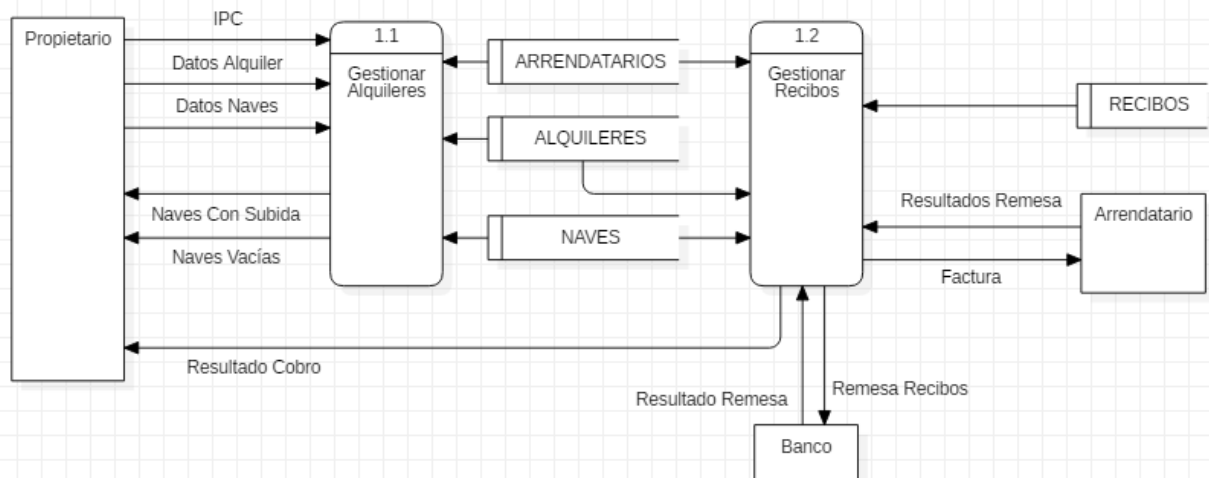 IPC
Propietario
1.1
1.2
Datos Alquiler
ARRENDATARIOS
Gestionar
Alquileres
Gestionar
Recibos
Datos Naves
RECIBOS
ALQUILERES
Naves Con Subida
Resultados Remesa
Arrendatario
Naves Vacías
NAVES
Factura
Resultado Cobro
Resultado Remesa
Remesa Recibos
Banco